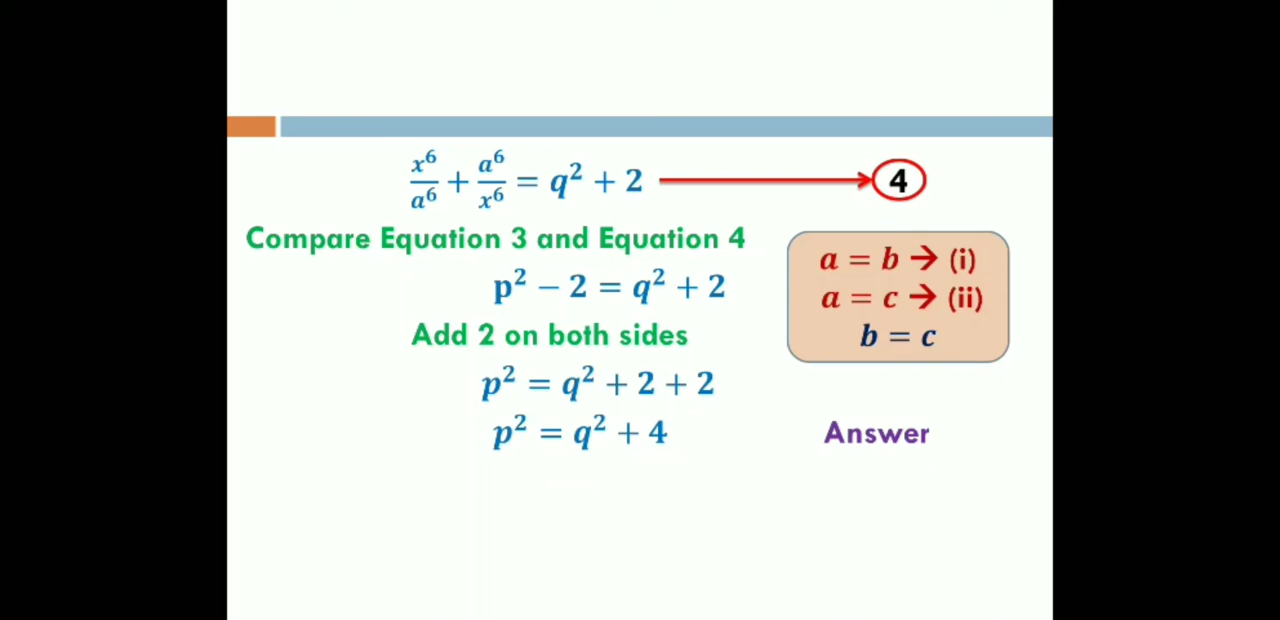 x⁶/a⁶ + a⁶/x⁶ = q² + 2 → 4
Compare Equation 3 and Equation 4
p² − 2 = q² + 2
Add 2 on both sides
p² = q² + 2 + 2
p² = q² + 4
a = b → (i)
a = c → (ii)
b = c
Answer